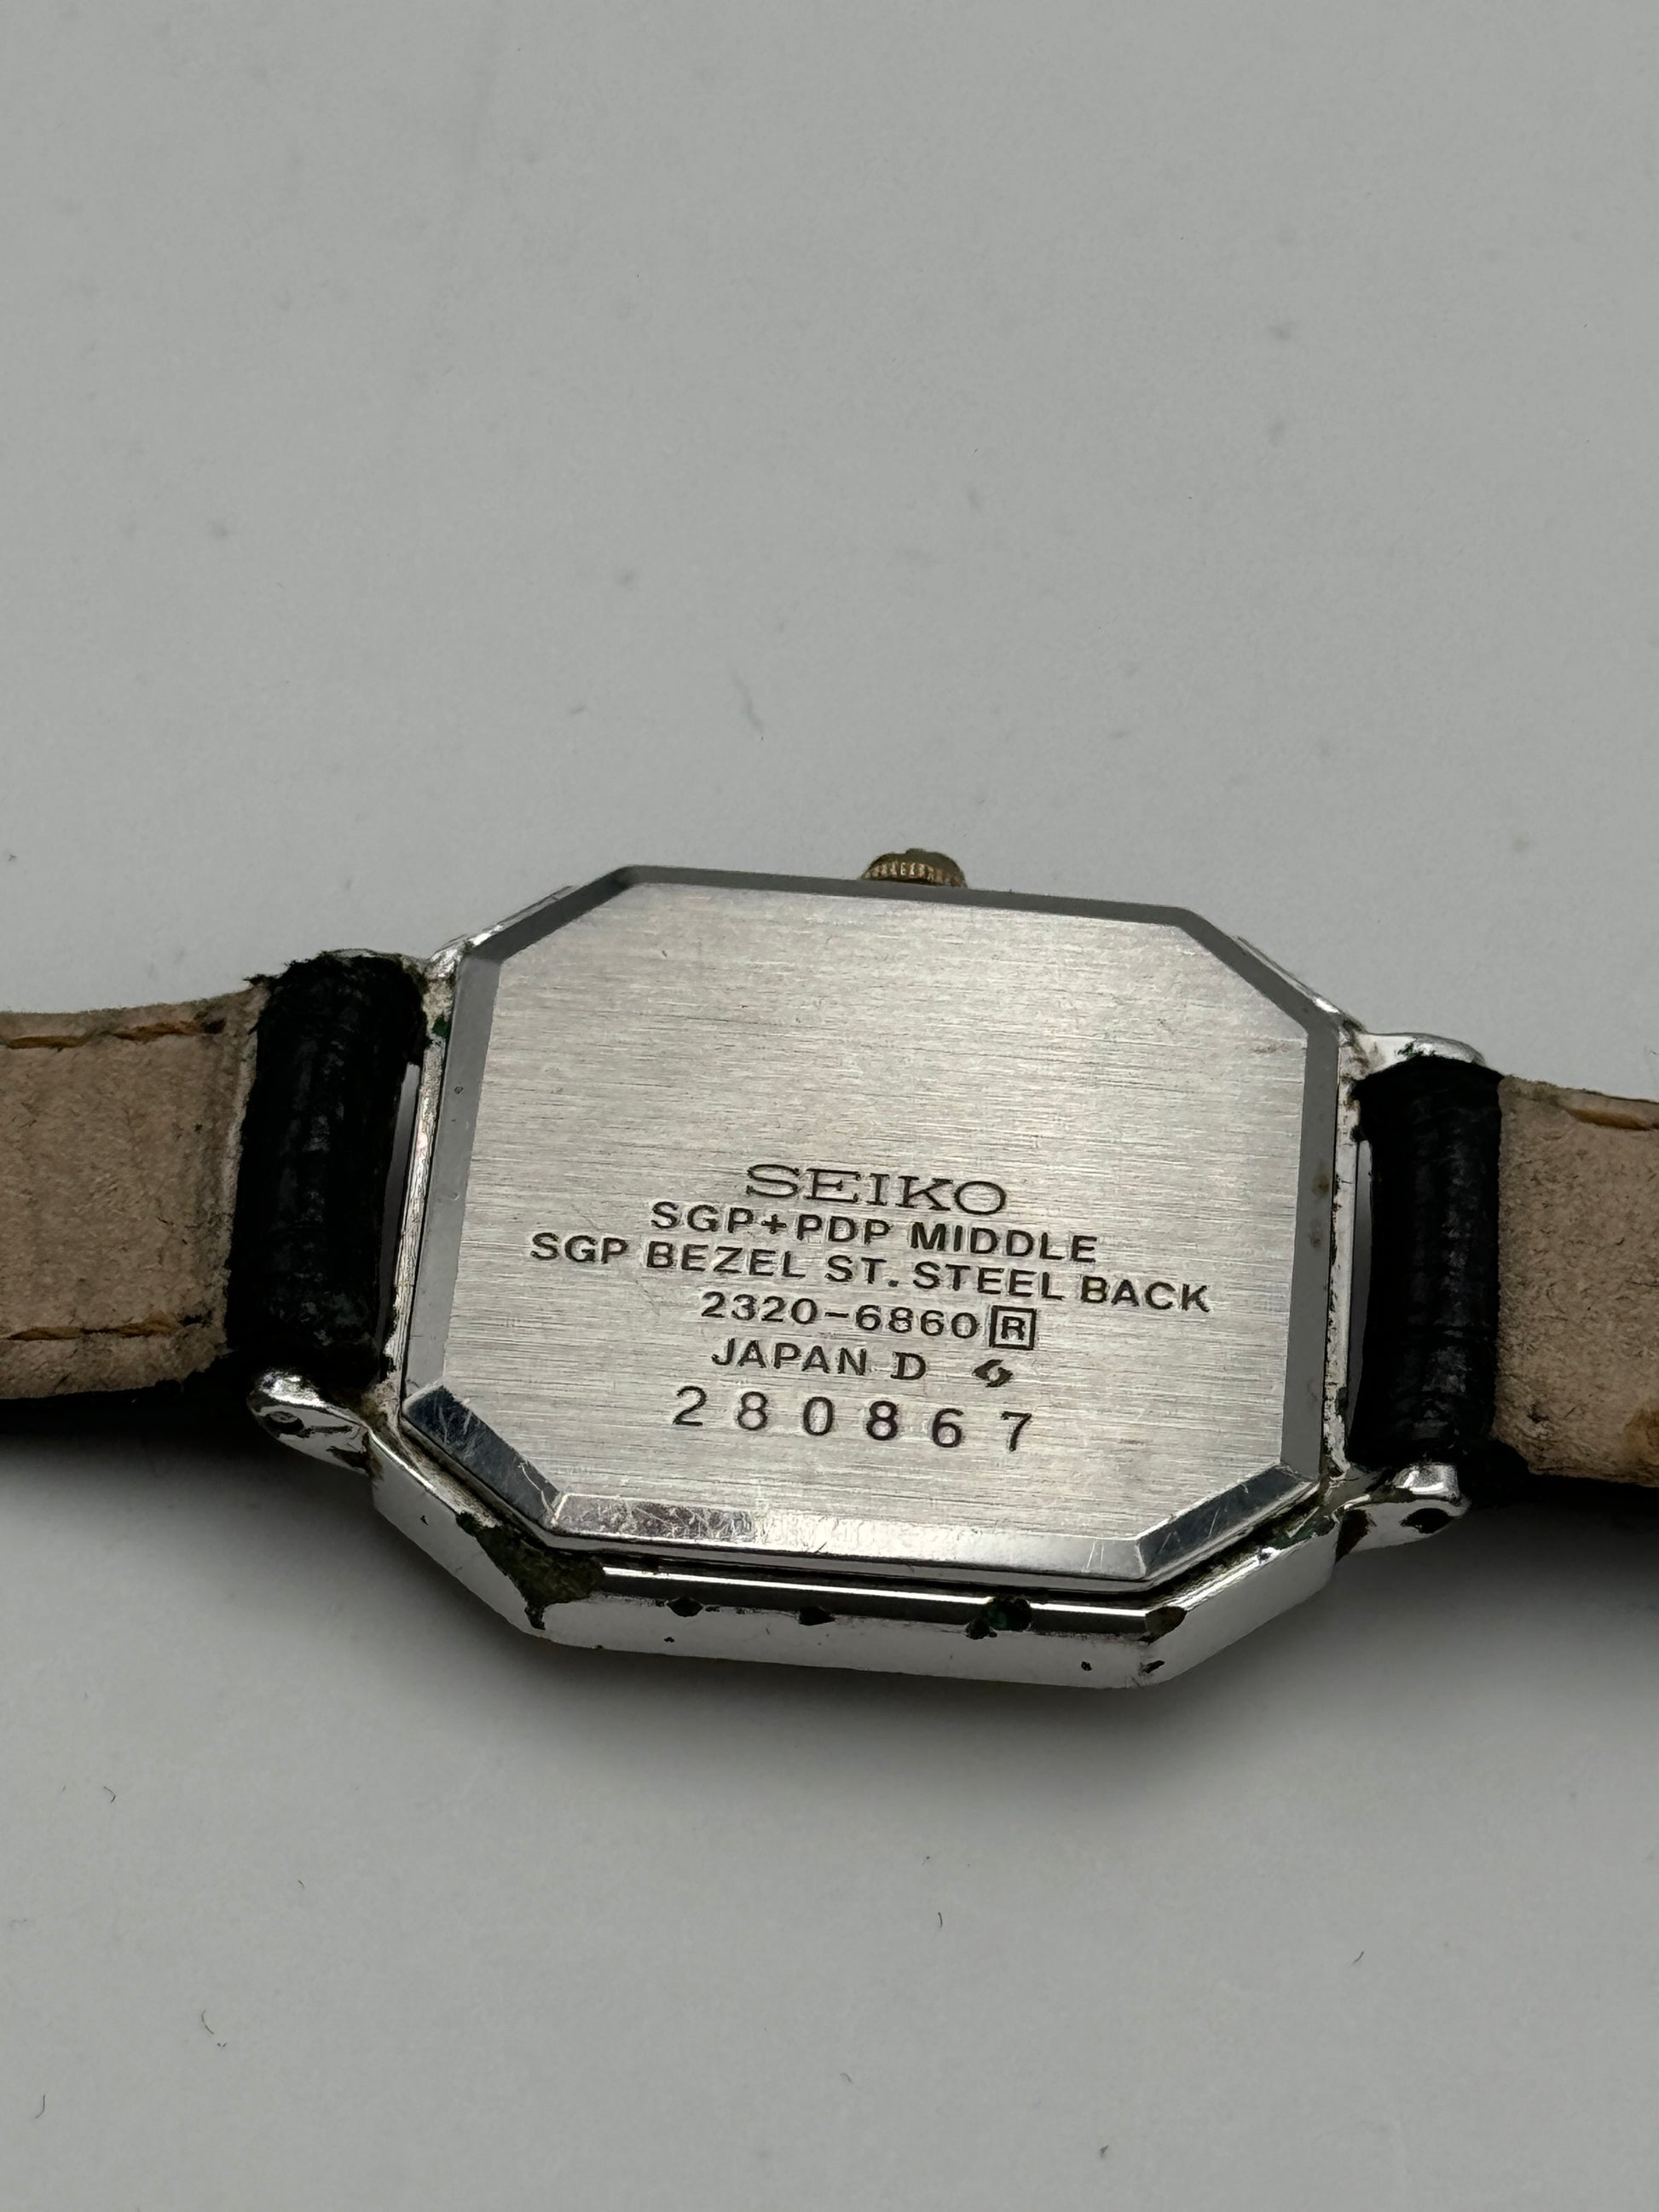 SEIKO
SGP+PDP MIDDLE
SGP BEZEL ST. STEEL BACK
2320-6860 R
JAPAN D
280867